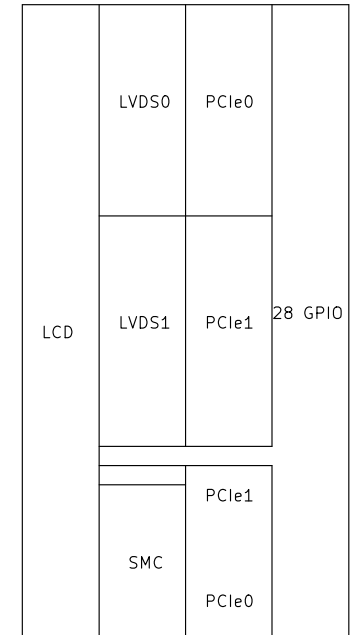 LVDS0 PCIe0
28 GPIO
LCD LVDS1 PCIe1
PCIe1
SMC
PCIe0